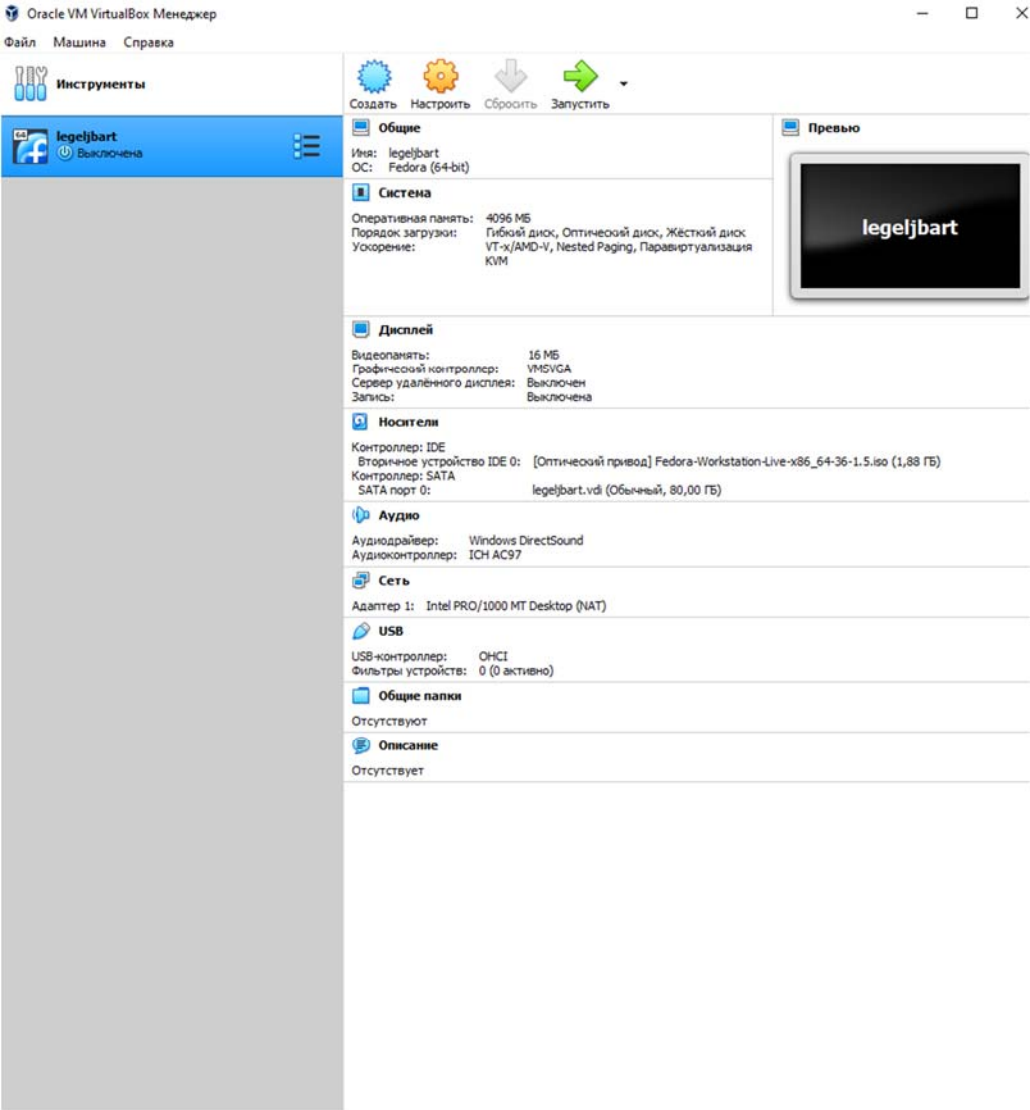 Oracle VM VirtualBox Менеджер
Файл Машина Справка
Инструменты
Создать Настроить Сбросить Запустить
64
legeljbart
Выключена
Общие
Имя: legeljbart
ОС: Fedora (64-bit)
Превью
legeljbart
Система
Оперативная память: 4096 МБ
Порядок загрузки: Гибкий диск, Оптический диск, Жёсткий диск
Ускорение: VT-x/AMD-V, Nested Paging, Паравиртуализация
KVM
Дисплей
Видеопамять: 16 МБ
Графический контроллер: VMSVGA
Сервер удалённого дисплея: Выключен
Запись: Выключена
Носители
Контроллер: IDE
Вторичное устройство IDE 0: [Оптический привод] Fedora-Workstation-Live-x86_64-36-1.5.iso (1,88 ГБ)
Контроллер: SATA
SATA порт 0: legeljbart.vdi (Обычный, 80,00 ГБ)
Аудио
Аудиодрайвер: Windows DirectSound
Аудиоконтроллер: ICH AC97
Сеть
Адаптер 1: Intel PRO/1000 MT Desktop (NAT)
USB
USB-контроллер: OHCI
Фильтры устройств: 0 (0 активно)
Общие папки
Отсутствуют
Описание
Отсутствует